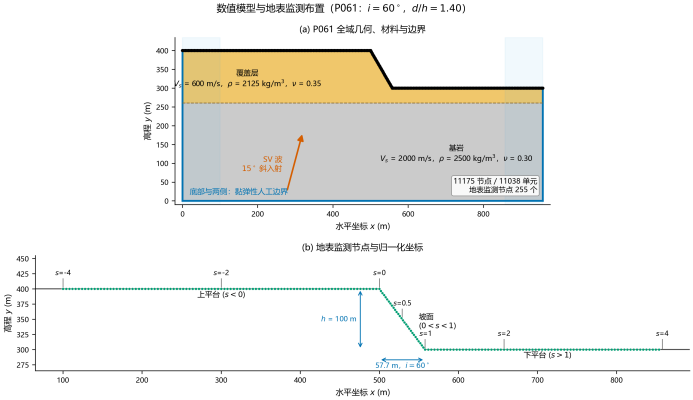 数值模型与地表监测布置（P061：i = 60°，d/h = 1.40）
(a) P061 全域几何、材料与边界
高程 y (m)
400
350
300
250
200
150
100
50
0
覆盖层
Vs = 600 m/s，ρ = 2125 kg/m³，ν = 0.35
基岩
Vs = 2000 m/s，ρ = 2500 kg/m³，ν = 0.30
SV 波
15° 斜入射
底部与两侧：黏弹性人工边界
11175 节点 / 11038 单元
地表监测节点 255 个
0
200
400
600
800
水平坐标 x (m)
(b) 地表监测节点与归一化坐标
高程 y (m)
450
425
400
375
350
325
300
275
s=-4
s=-2
s=0
上平台 (s < 0)
s=0.5
h = 100 m
坡面
(0 < s < 1)
s=1
s=2
s=4
下平台 (s > 1)
57.7 m，i = 60°
100
200
300
400
500
600
700
800
水平坐标 x (m)